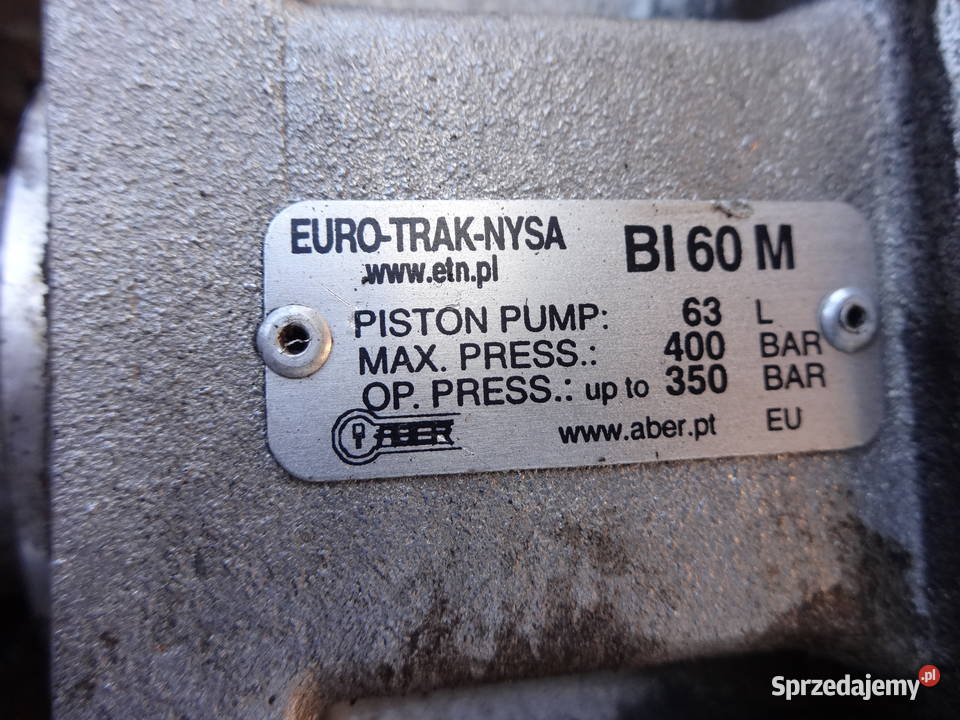 EURO-TRAK-NYSA BI 60 M
www.etn.pl
PISTON PUMP: 63 L
MAX. PRESS.: 400 BAR
OP. PRESS.: up to 350 BAR
ABER www.aber.pt EU
Sprzedajemy.pl